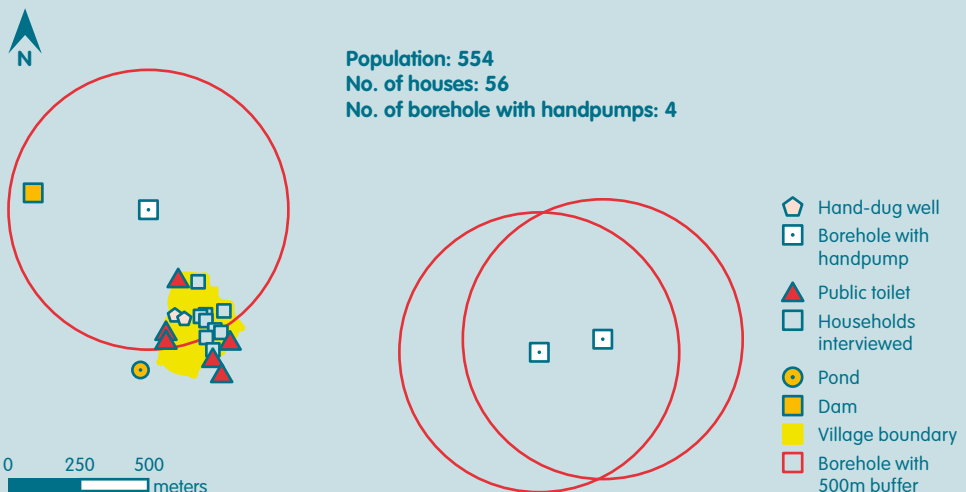 N
Population: 554
No. of houses: 56
No. of borehole with handpumps: 4
Hand-dug well
Borehole with
handpump
Public toilet
Households
interviewed
Pond
Dam
Village boundary
Borehole with
500m buffer
0 250 500
meters